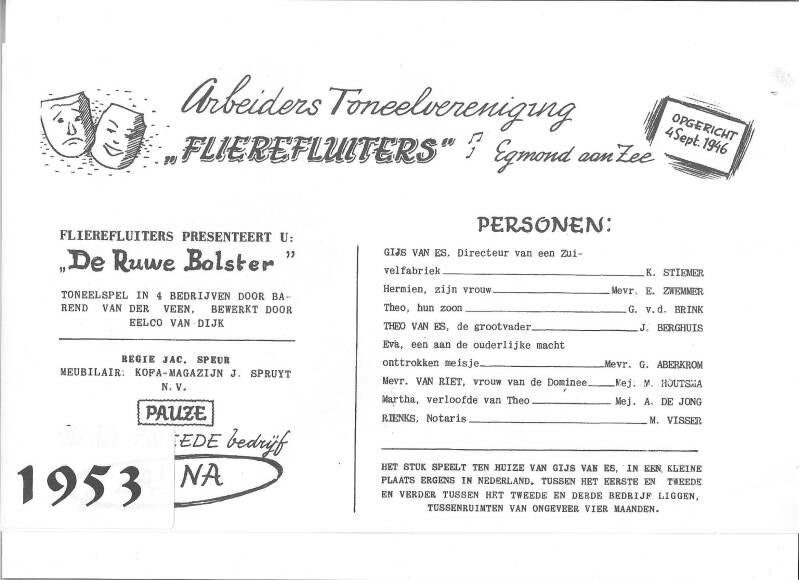 Arbeiders Toneelvereniging
„FLIEREFLUITERS" Egmond aan Zee
OPGERICHT
4 Sept. 1946
FLIEREFLUITERS PRESENTEERT U:
„De Ruwe Bolster"
TONEELSPEL IN 4 BEDRIJVEN DOOR BA-
REND VAN DER VEEN, BEWERKT DOOR
EELCO VAN DIJK
REGIE JAC. SPEUR
MEUBILAIR: KOFA-MAGAZIJN J. SPRUYT
N.V.
PAUZE
EEDE bedrijf
NA
1953
PERSONEN:
GIJS VAN ES, Directeur van een Zui-
velfabriek K. STIEMER
Hermien, zijn vrouw Mevr. E. ZWEMMER
Theo, hun zoon G. v.d. BRINK
THEO VAN ES, de grootvader J. BERGHUIS
Eva, een aan de ouderlijke macht
onttrokken meisje Mevr. G. ABERKROM
Mevr. VAN RIET, vrouw van de Dominee Mej. M. HOUTSMA
Martha, verloofde van Theo Mej. A. DE JONG
RIENKS, Notaris M. VISSER
HET STUK SPEELT TEN HUIZE VAN GIJS VAN ES, IN EEN KLEINE
PLAATS ERGENS IN NEDERLAND. TUSSEN HET EERSTE EN TWEEDE
EN VERDER TUSSEN HRT TWEEDE EN DERDE BEDRIJF LIGGEN,
TUSSENRUIMTEN VAN ONGEVEER VIER MAANDEN.